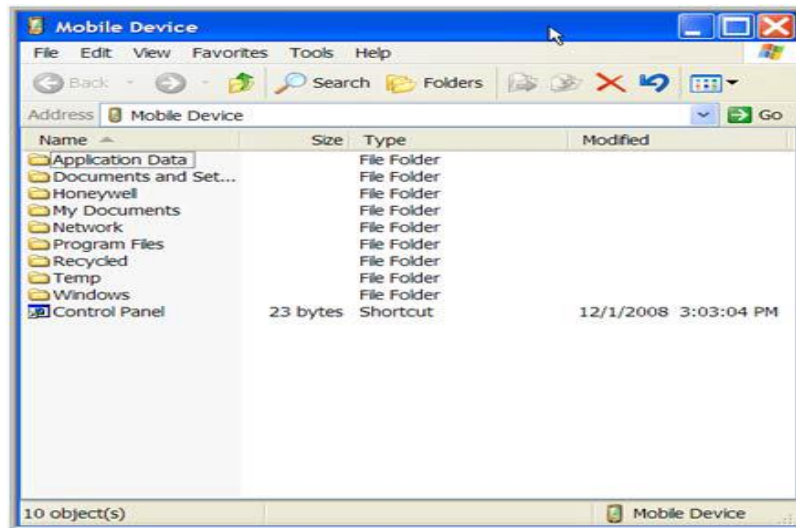 Mobile Device
File Edit View Favorites Tools Help
Back Search Folders
Address Mobile Device Go
Name Size Type Modified
Application Data File Folder
Documents and Set... File Folder
Honeywell File Folder
My Documents File Folder
Network File Folder
Program Files File Folder
Recycled File Folder
Temp File Folder
Windows File Folder
Control Panel 23 bytes Shortcut 12/1/2008 3:03:04 PM
10 object(s) Mobile Device